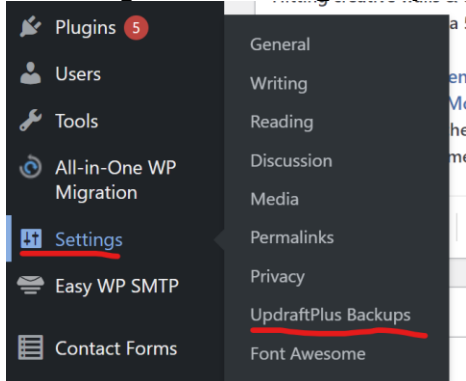 Plugins 5
Users
Tools
All-in-One WP
Migration
Settings
Easy WP SMTP
Contact Forms
General
Writing
Reading
Discussion
Media
Permalinks
Privacy
UpdraftPlus Backups
Font Awesome